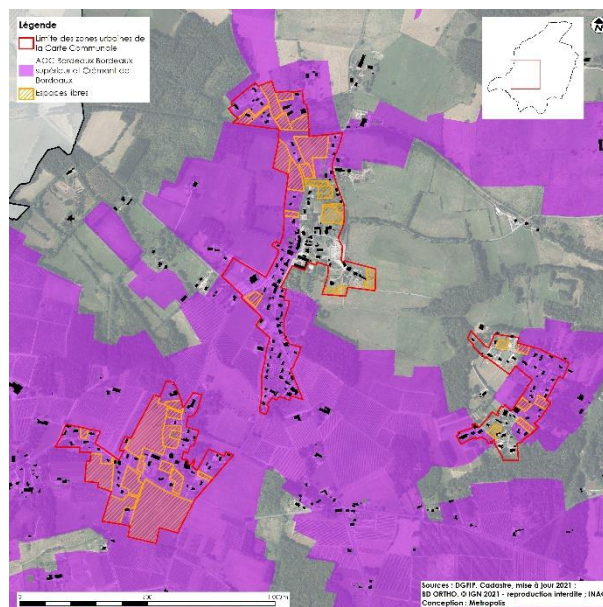 Légende
Limite des zones urbaines de
la Carte Communale
AOC Bordeaux Bordeaux
supérieur et Crémant de
Bordeaux
Espaces libres
N
Sources : DGFIP, Cadastre, mise à jour 2021 ;
BD ORTHO, © IGN 2021 - reproduction interdite ; INAO
Conception : Metropolis
0